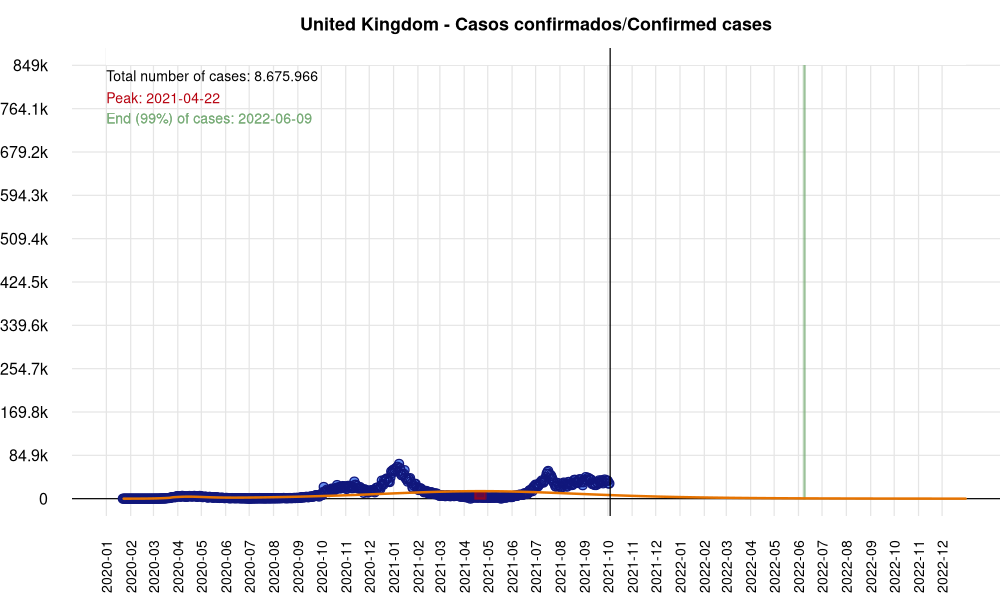 United Kingdom - Casos confirmados/Confirmed cases
849k
Total number of cases: 8.675.966
Peak: 2021-04-22
764.1k
End (99%) of cases: 2022-06-09
679.2k
594.3k
509.4k
424.5k
339.6k
254.7k
169.8k
84.9k
0
2020-01
2020-02
2020-03
2020-04
2020-05
2020-06
2020-07
2020-08
2020-09
2020-10
2020-11
2020-12
2021-01
2021-02
2021-03
2021-04
2021-05
2021-06
2021-07
2021-08
2021-09
2021-10
2021-11
2021-12
2022-01
2022-02
2022-03
2022-04
2022-05
2022-06
2022-07
2022-08
2022-09
2022-10
2022-11
2022-12